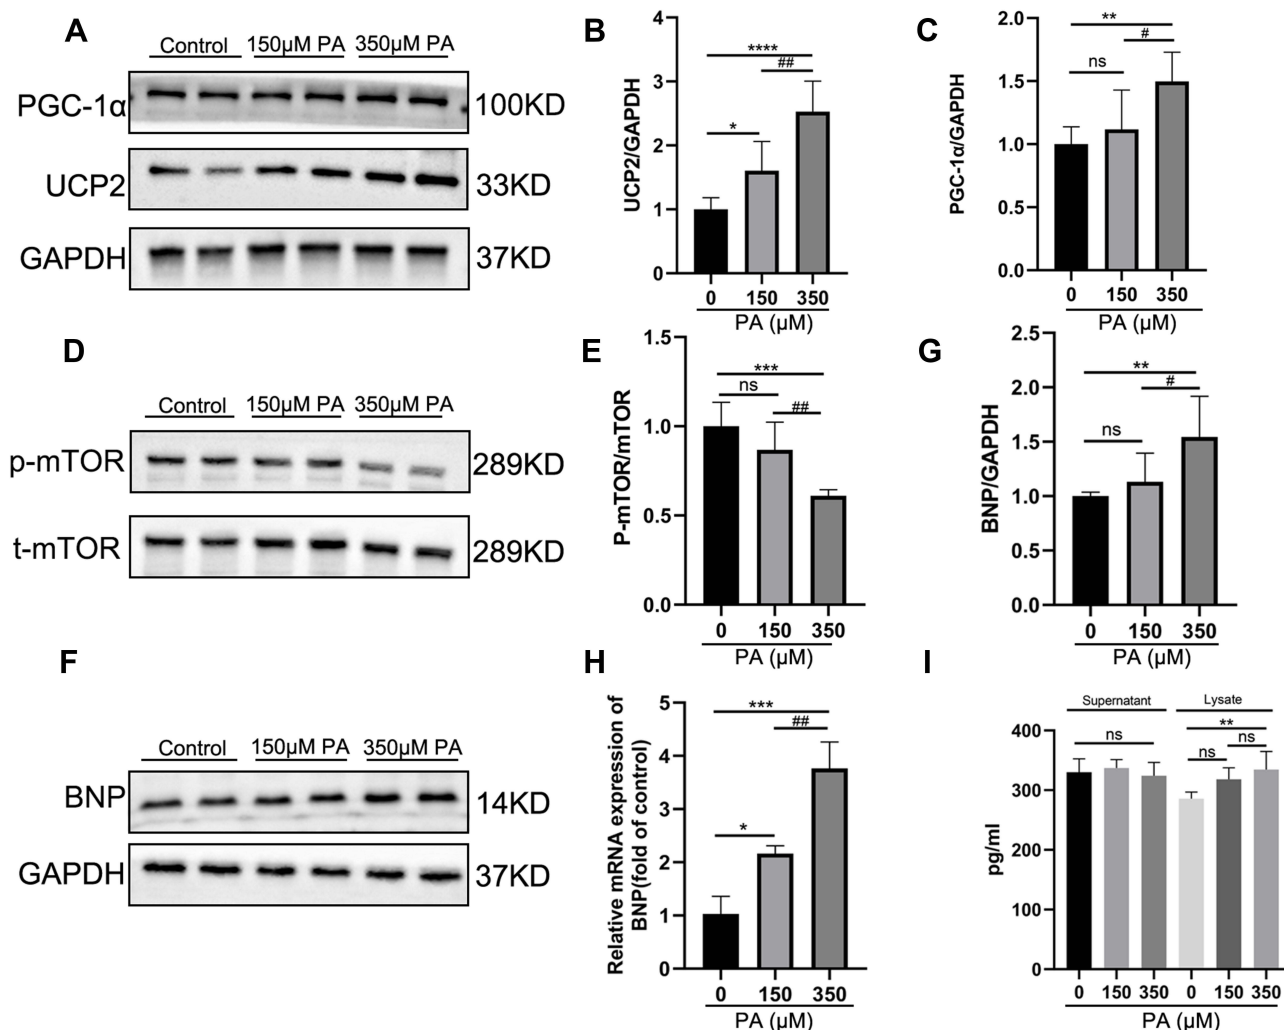 A
Control 150μM PA 350μM PA
PGC-1α 100KD
UCP2 33KD
GAPDH 37KD
B
UCP2/GAPDH
4
3
2
1
0
****
##
*
0 150 350
PA (μM)
C
PGC-1α/GAPDH
2.0
1.5
1.0
0.5
0.0
**
#
ns
0 150 350
PA (μM)
D
Control 150μM PA 350μM PA
p-mTOR 289KD
t-mTOR 289KD
E
P-mTOR/mTOR
1.5
1.0
0.5
0.0
***
ns
##
0 150 350
PA (μM)
G
BNP/GAPDH
2.5
2.0
1.5
1.0
0.5
0.0
**
#
ns
0 150 350
PA (μM)
F
Control 150μM PA 350μM PA
BNP 14KD
GAPDH 37KD
H
Relative mRNA expression of
BNP(fold of control)
5
4
3
2
1
0
***
##
*
0 150 350
PA (μM)
I
pg/ml
400
300
200
100
0
Supernatant Lysate
ns
**
ns
ns
0 150 350 0 150 350
PA (μM)